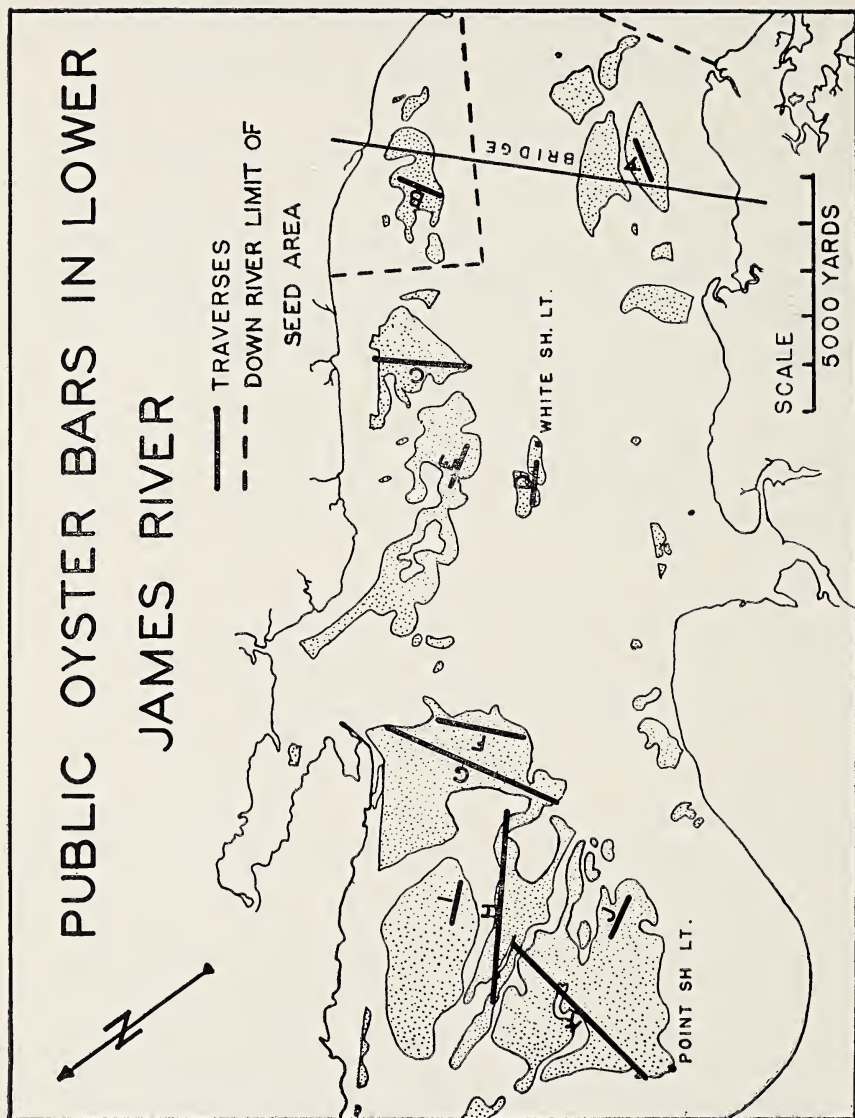 PUBLIC OYSTER BARS IN LOWER
JAMES RIVER
TRAVERSES
DOWN RIVER LIMIT OF
SEED AREA
N
BRIDGE
A
B
C
E
WHITE SH. LT.
F
G
H
I
J
K
POINT SH LT.
SCALE
5000 YARDS